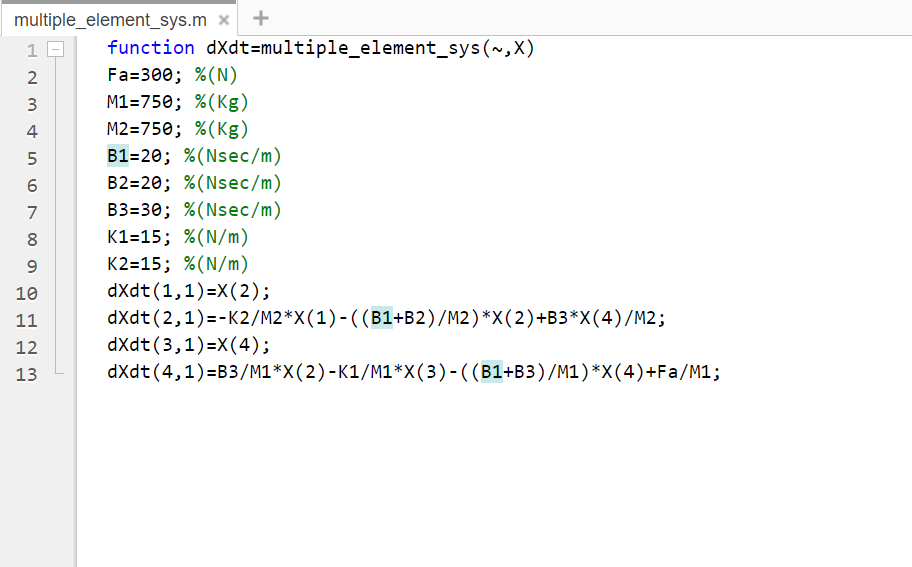 multiple_element_sys.m × +
1 function dXdt=multiple_element_sys(~,X)
2 Fa=300; %(N)
3 M1=750; %(Kg)
4 M2=750; %(Kg)
5 B1=20; %(Nsec/m)
6 B2=20; %(Nsec/m)
7 B3=30; %(Nsec/m)
8 K1=15; %(N/m)
9 K2=15; %(N/m)
10 dXdt(1,1)=X(2);
11 dXdt(2,1)=-K2/M2*X(1)-((B1+B2)/M2)*X(2)+B3*X(4)/M2;
12 dXdt(3,1)=X(4);
13 dXdt(4,1)=B3/M1*X(2)-K1/M1*X(3)-((B1+B3)/M1)*X(4)+Fa/M1;